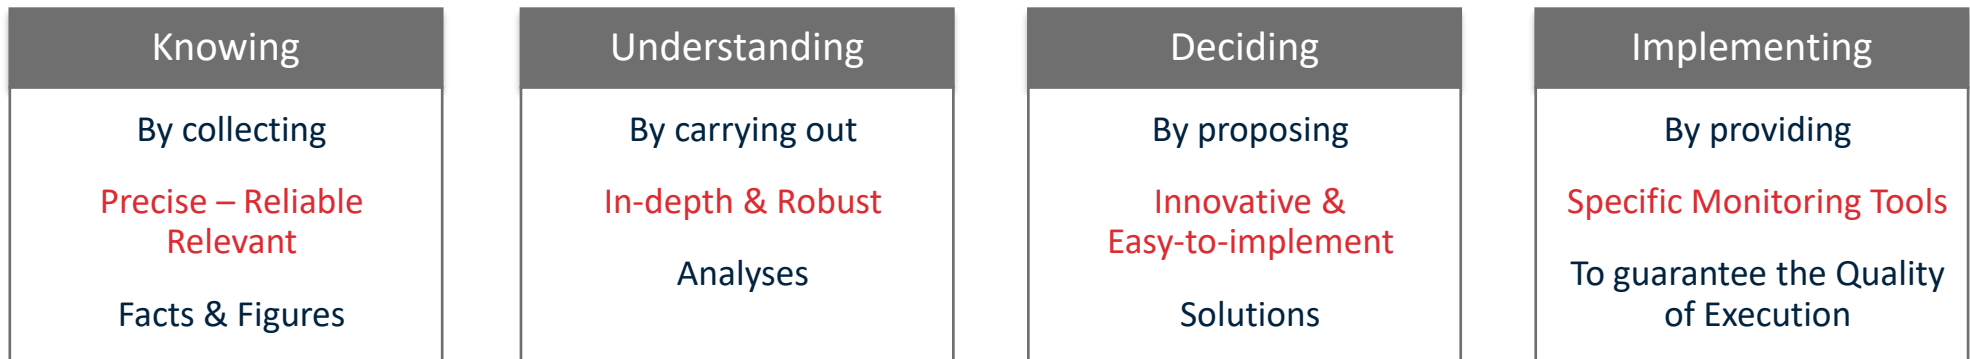 Knowing
By collecting
Precise – Reliable
Relevant
Facts & Figures
Understanding
By carrying out
In-depth & Robust
Analyses
Deciding
By proposing
Innovative &
Easy-to-implement
Solutions
Implementing
By providing
Specific Monitoring Tools
To guarantee the Quality
of Execution